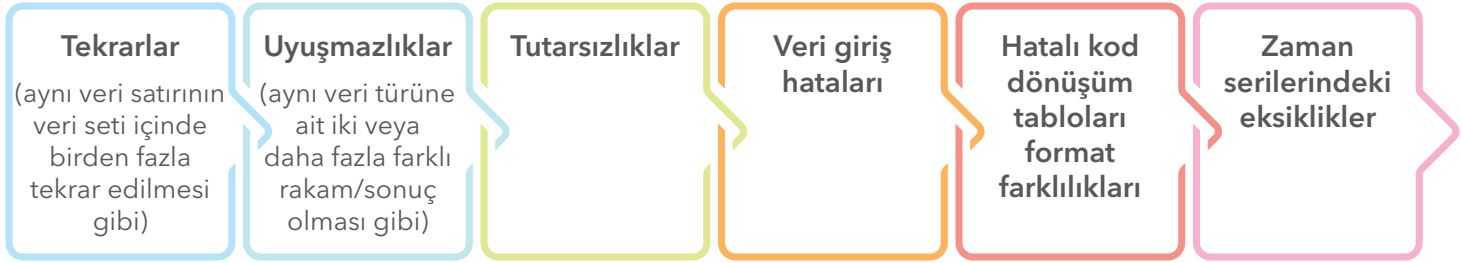 Tekrarlar
(aynı veri satırının
veri seti içinde
birden fazla
tekrar edilmesi
gibi)
Uyuşmazlıklar
(aynı veri türüne
ait iki veya
daha fazla farklı
rakam/sonuç
olması gibi)
Tutarsızlıklar
Veri giriş
hataları
Hatalı kod
dönüşüm
tabloları
format
farklılıkları
Zaman
serilerindeki
eksiklikler